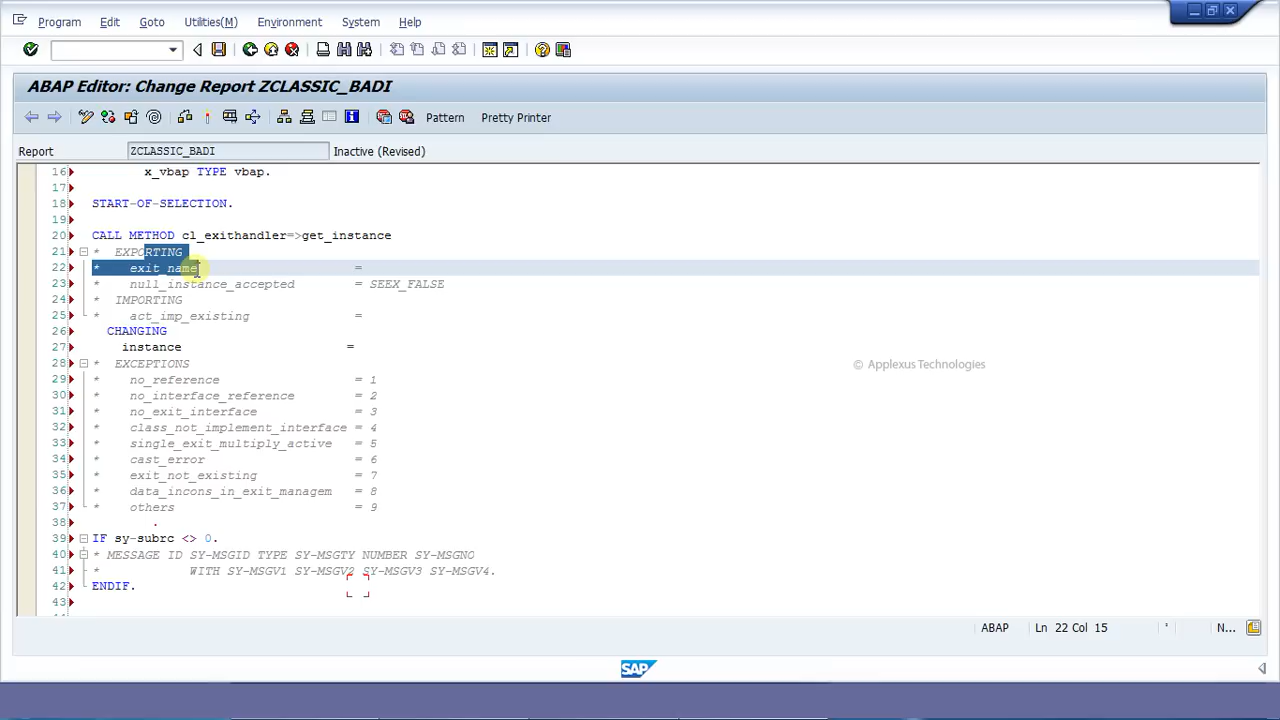 Program Edit Goto Utilities(M) Environment System Help
ABAP Editor: Change Report ZCLASSIC_BADI
Pattern Pretty Printer
Report ZCLASSIC_BADI Inactive (Revised)
16 x_vbap TYPE vbap.
17
18 START-OF-SELECTION.
19
20 CALL METHOD cl_exithandler=>get_instance
21 * EXPORTING
22 * exit_name =
23 * null_instance_accepted = SEEX_FALSE
24 * IMPORTING
25 * act_imp_existing =
26 CHANGING
27 instance =
28 * EXCEPTIONS
29 * no_reference = 1
30 * no_interface_reference = 2
31 * no_exit_interface = 3
32 * class_not_implement_interface = 4
33 * single_exit_multiply_active = 5
34 * cast_error = 6
35 * exit_not_existing = 7
36 * data_incons_in_exit_managem = 8
37 * others = 9
38 .
39 IF sy-subrc <> 0.
40 * MESSAGE ID SY-MSGID TYPE SY-MSGTY NUMBER SY-MSGNO
41 * WITH SY-MSGV1 SY-MSGV2 SY-MSGV3 SY-MSGV4.
42 ENDIF.
43
© Applexus Technologies
ABAP Ln 22 Col 15 N...
SAP